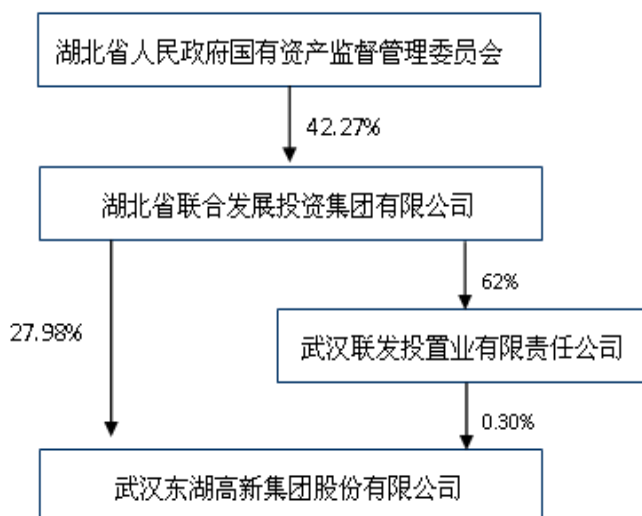 湖北省人民政府国有资产监督管理委员会
42.27%
湖北省联合发展投资集团有限公司
62%
27.98%
武汉联发投置业有限责任公司
0.30%
武汉东湖高新集团股份有限公司